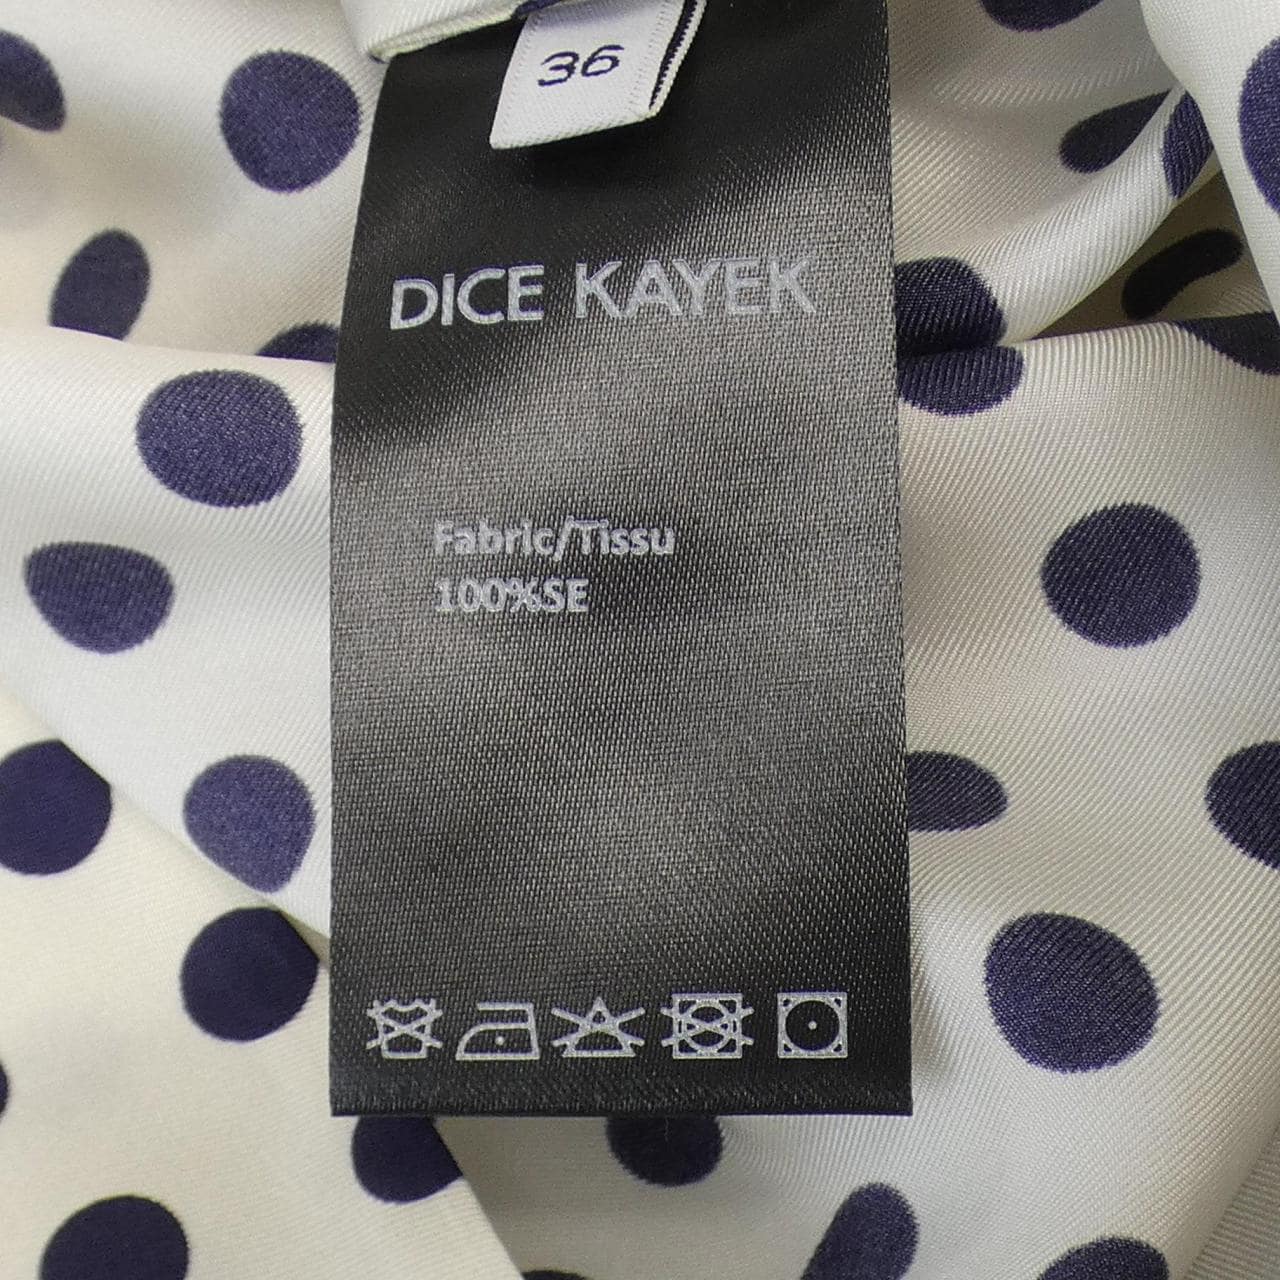 36
DICE KAYEK
Fabric/Tissu
100%SE